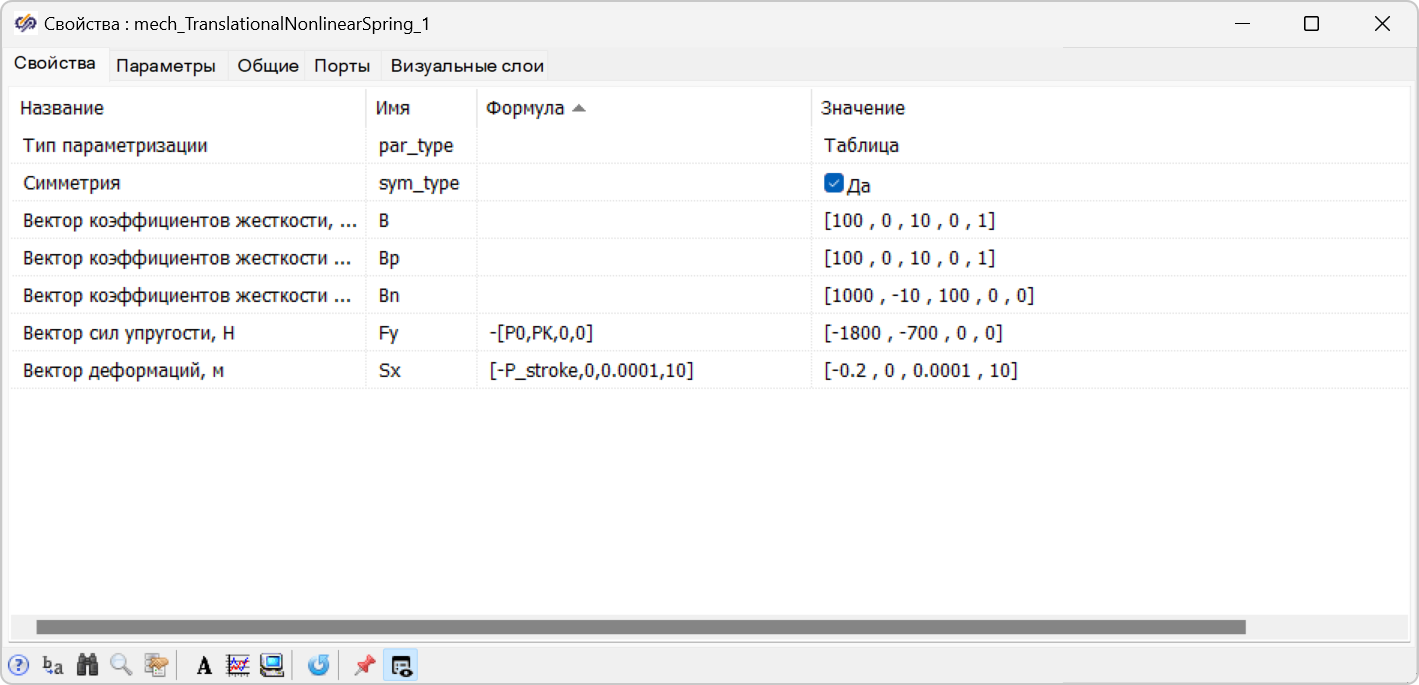 Свойства : mech_TranslationalNonlinearSpring_1
Свойства Параметры Общие Порты Визуальные слои
Название Имя Формула Значение
Тип параметризации par_type Таблица
Симметрия sym_type Да
Вектор коэффициентов жесткости, ... B [100 , 0 , 10 , 0 , 1]
Вектор коэффициентов жесткости ... Bp [100 , 0 , 10 , 0 , 1]
Вектор коэффициентов жесткости ... Bn [1000 , -10 , 100 , 0 , 0]
Вектор сил упругости, Н Fy -[P0,PK,0,0] [-1800 , -700 , 0 , 0]
Вектор деформаций, м Sx [-P_stroke,0,0.0001,10] [-0.2 , 0 , 0.0001 , 10]
? ba A